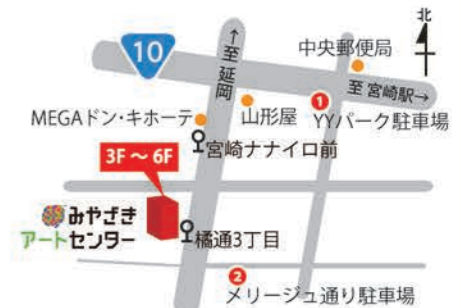 北
↑至 延岡
10
中央郵便局
至 宮崎駅→
1
MEGAドン・キホーテ
山形屋
YYパーク駐車場
宮崎ナナイロ前
3F～6F
みやざき
アートセンター
橘通3丁目
2
メリージュ通り駐車場